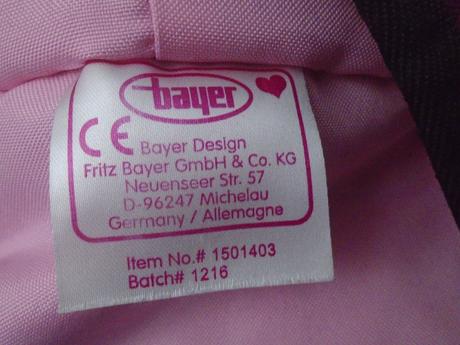 bayer
CE Bayer Design
Fritz Bayer GmbH & Co. KG
Neuenseer Str. 57
D-96247 Michelau
Germany / Allemagne
Item No.# 1501403
Batch# 1216